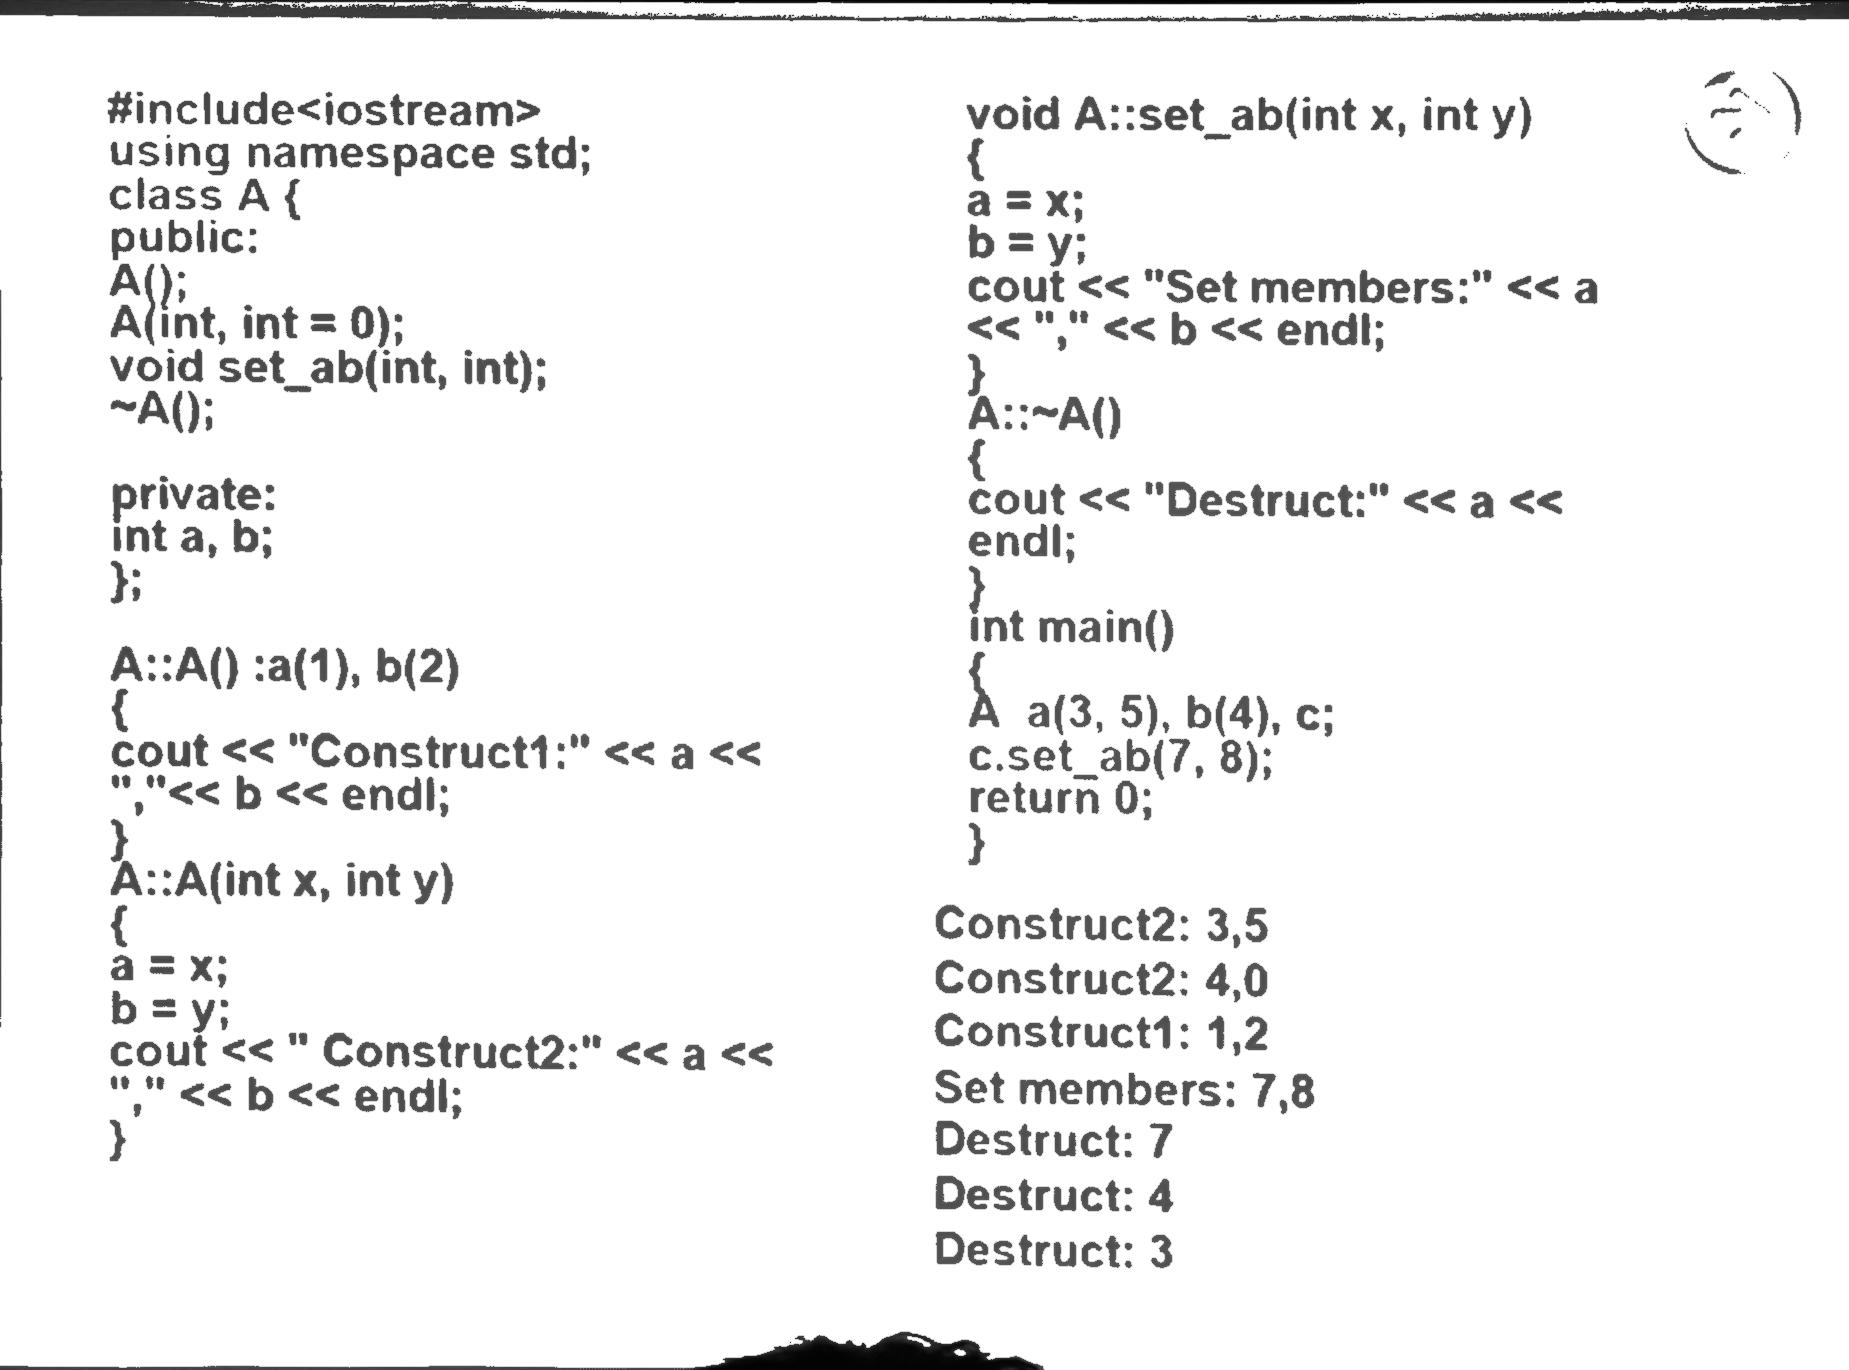 #include<iostream>
using namespace std;
class A {
public:
A();
A(int, int = 0);
void set_ab(int, int);
~A();
private:
int a, b;
};
A::A() :a(1), b(2)
{
cout << "Construct1:" << a <<
","<< b << endl;
}
A::A(int x, int y)
{
a = x;
b = y;
cout << " Construct2:" << a <<
"," << b << endl;
}
void A::set_ab(int x, int y)
{
a = x;
b = y;
cout << "Set members:" << a
<< "," << b << endl;
}
A::~A()
{
cout << "Destruct:" << a <<
endl;
}
int main()
{
A  a(3, 5), b(4), c;
c.set_ab(7, 8);
return 0;
}
Construct2: 3,5
Construct2: 4,0
Construct1: 1,2
Set members: 7,8
Destruct: 7
Destruct: 4
Destruct: 3